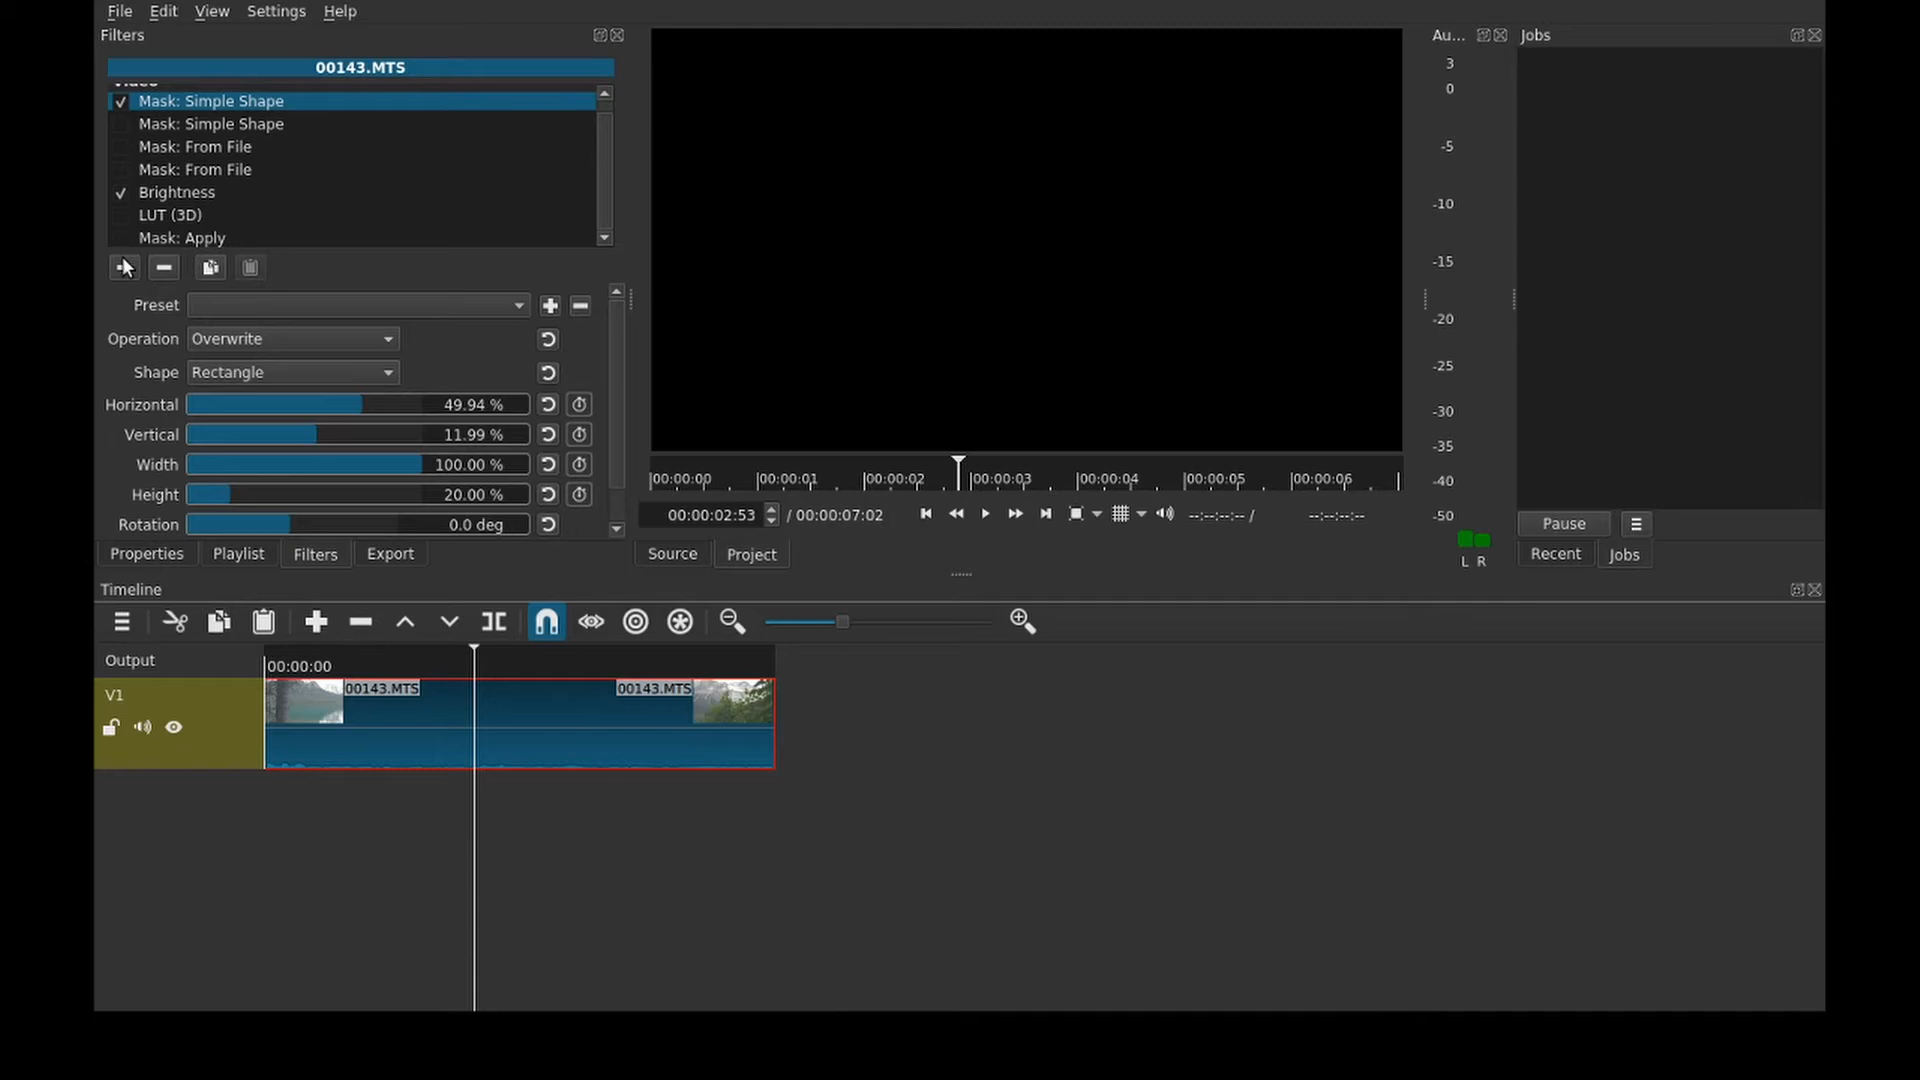 File Edit View Settings Help
Filters
Au...
Jobs
00143.MTS
Video
Mask: Simple Shape
Mask: Simple Shape
Mask: From File
Mask: From File
Brightness
LUT (3D)
Mask: Apply
Preset
Operation Overwrite
Shape Rectangle
Horizontal 49.94 %
Vertical 11.99 %
Width 100.00 %
Height 20.00 %
Rotation 0.0 deg
Properties Playlist Filters Export
00:00:00 00:00:01 00:00:02 00:00:03 00:00:04 00:00:05 00:00:06
00:00:02:53 / 00:00:07:02 --:--:--:-- / --:--:--:--
Source Project
3
0
-5
-10
-15
-20
-25
-30
-35
-40
-50
L R
Pause
Recent Jobs
Timeline
Output
00:00:00
V1
00143.MTS 00143.MTS